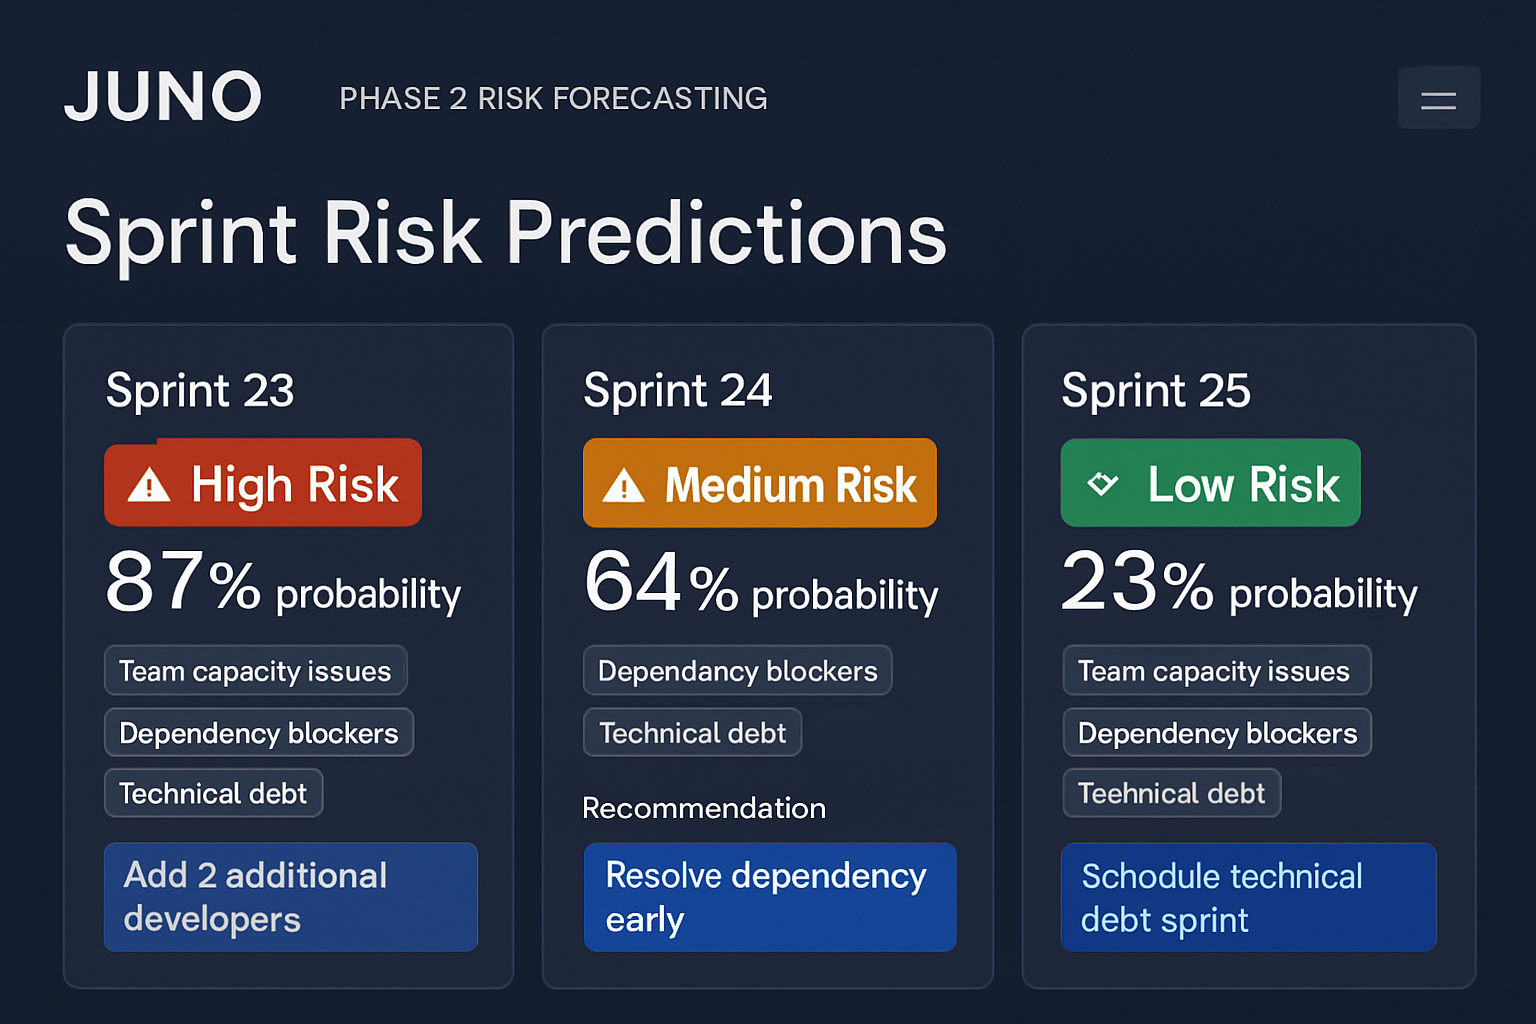 JUNO
PHASE 2 RISK FORECASTING
Sprint Risk Predictions
Sprint 23
High Risk
87% probability
Team capacity issues
Dependency blockers
Technical debt
Add 2 additional
developers
Sprint 24
Medium Risk
64% probability
Dependancy blockers
Technical debt
Recommendation
Resolve dependency
early
Sprint 25
Low Risk
23% probability
Team capacity issues
Dependency blockers
Teehnical debt
Schodule technical
debt sprint